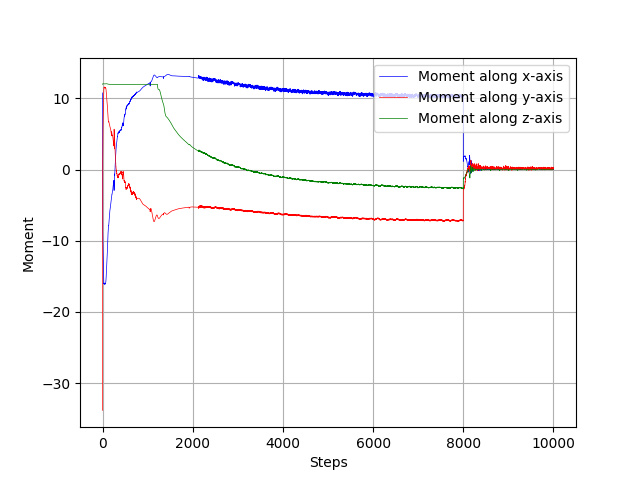 Moment along x-axis
Moment along y-axis
Moment along z-axis
10
0
−10
−20
−30
Moment
0
2000
4000
6000
8000
10000
Steps